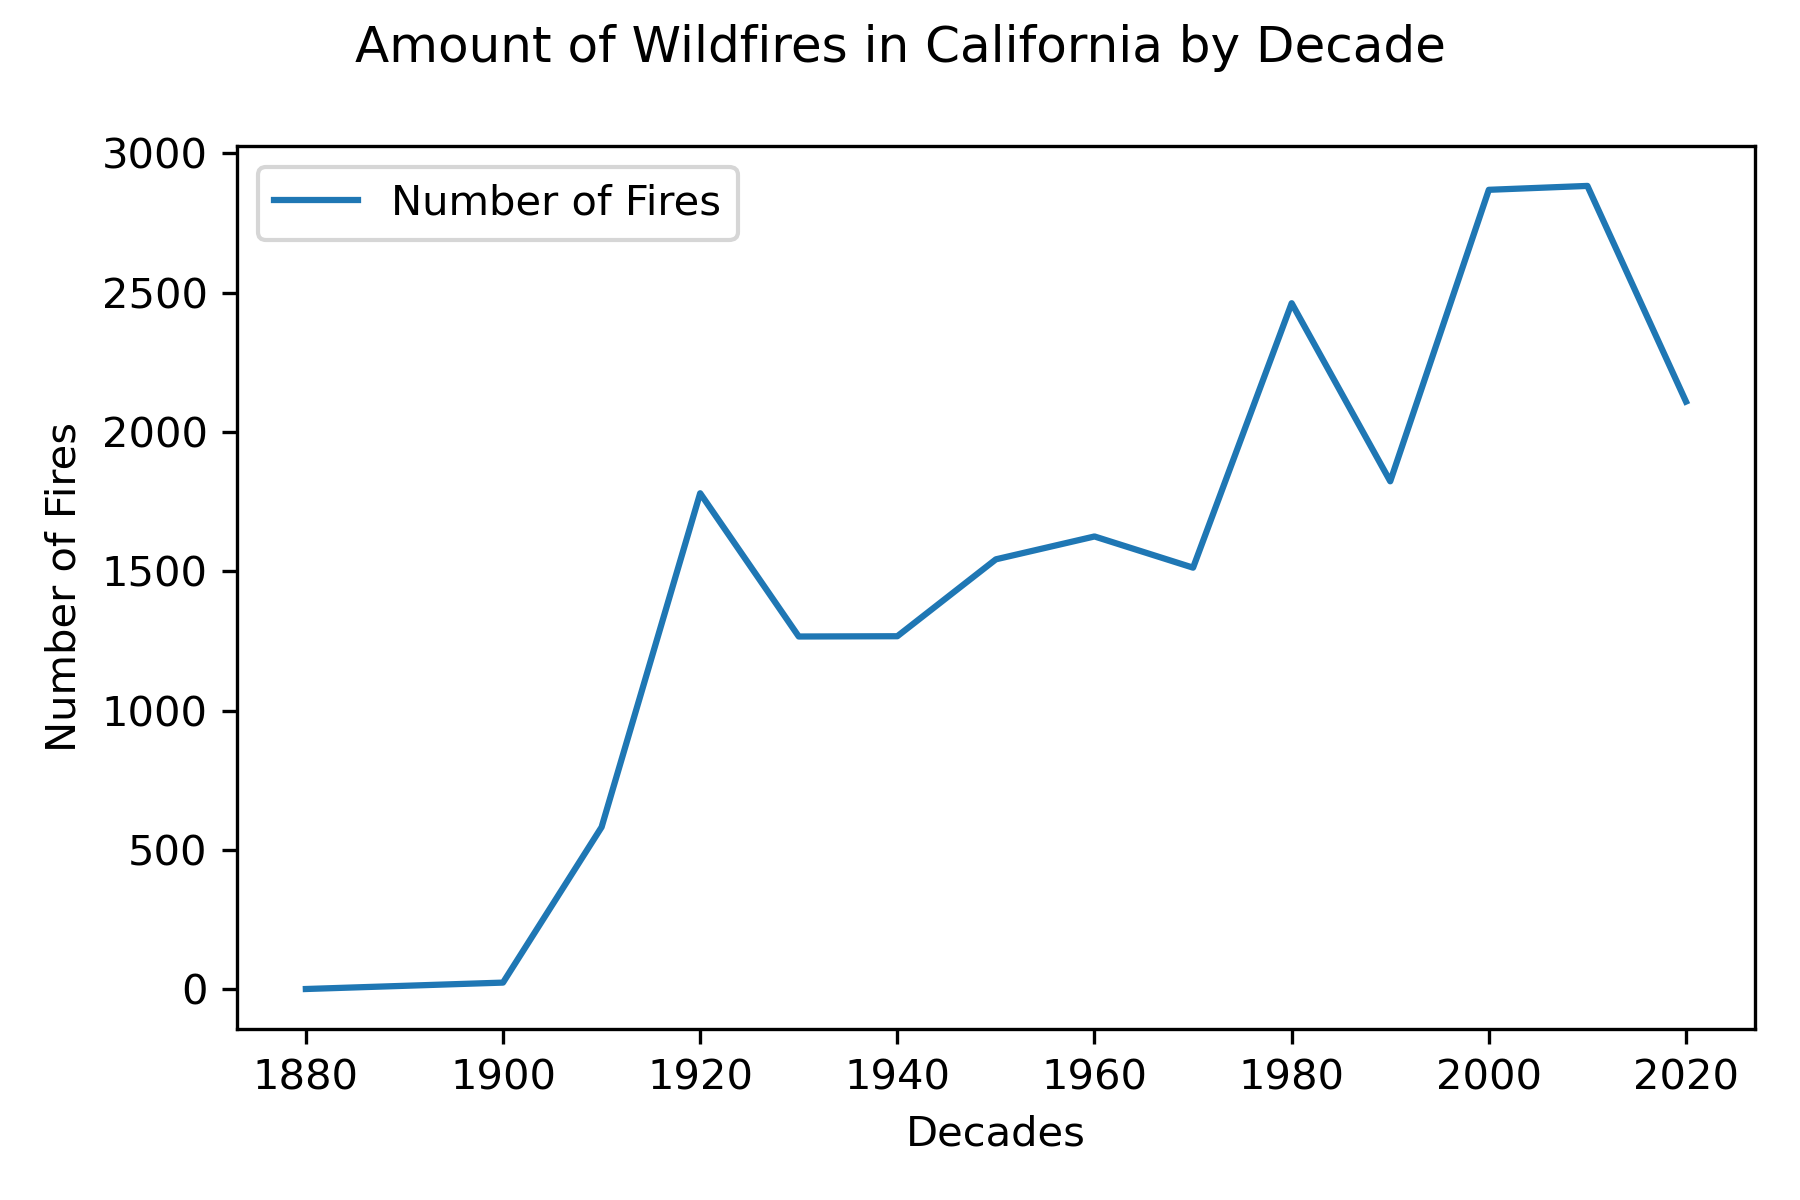 Amount of Wildfires in California by Decade
Number of Fires
3000
2500
2000
1500
1000
500
0
Number of Fires
1880 1900 1920 1940 1960 1980 2000 2020
Decades